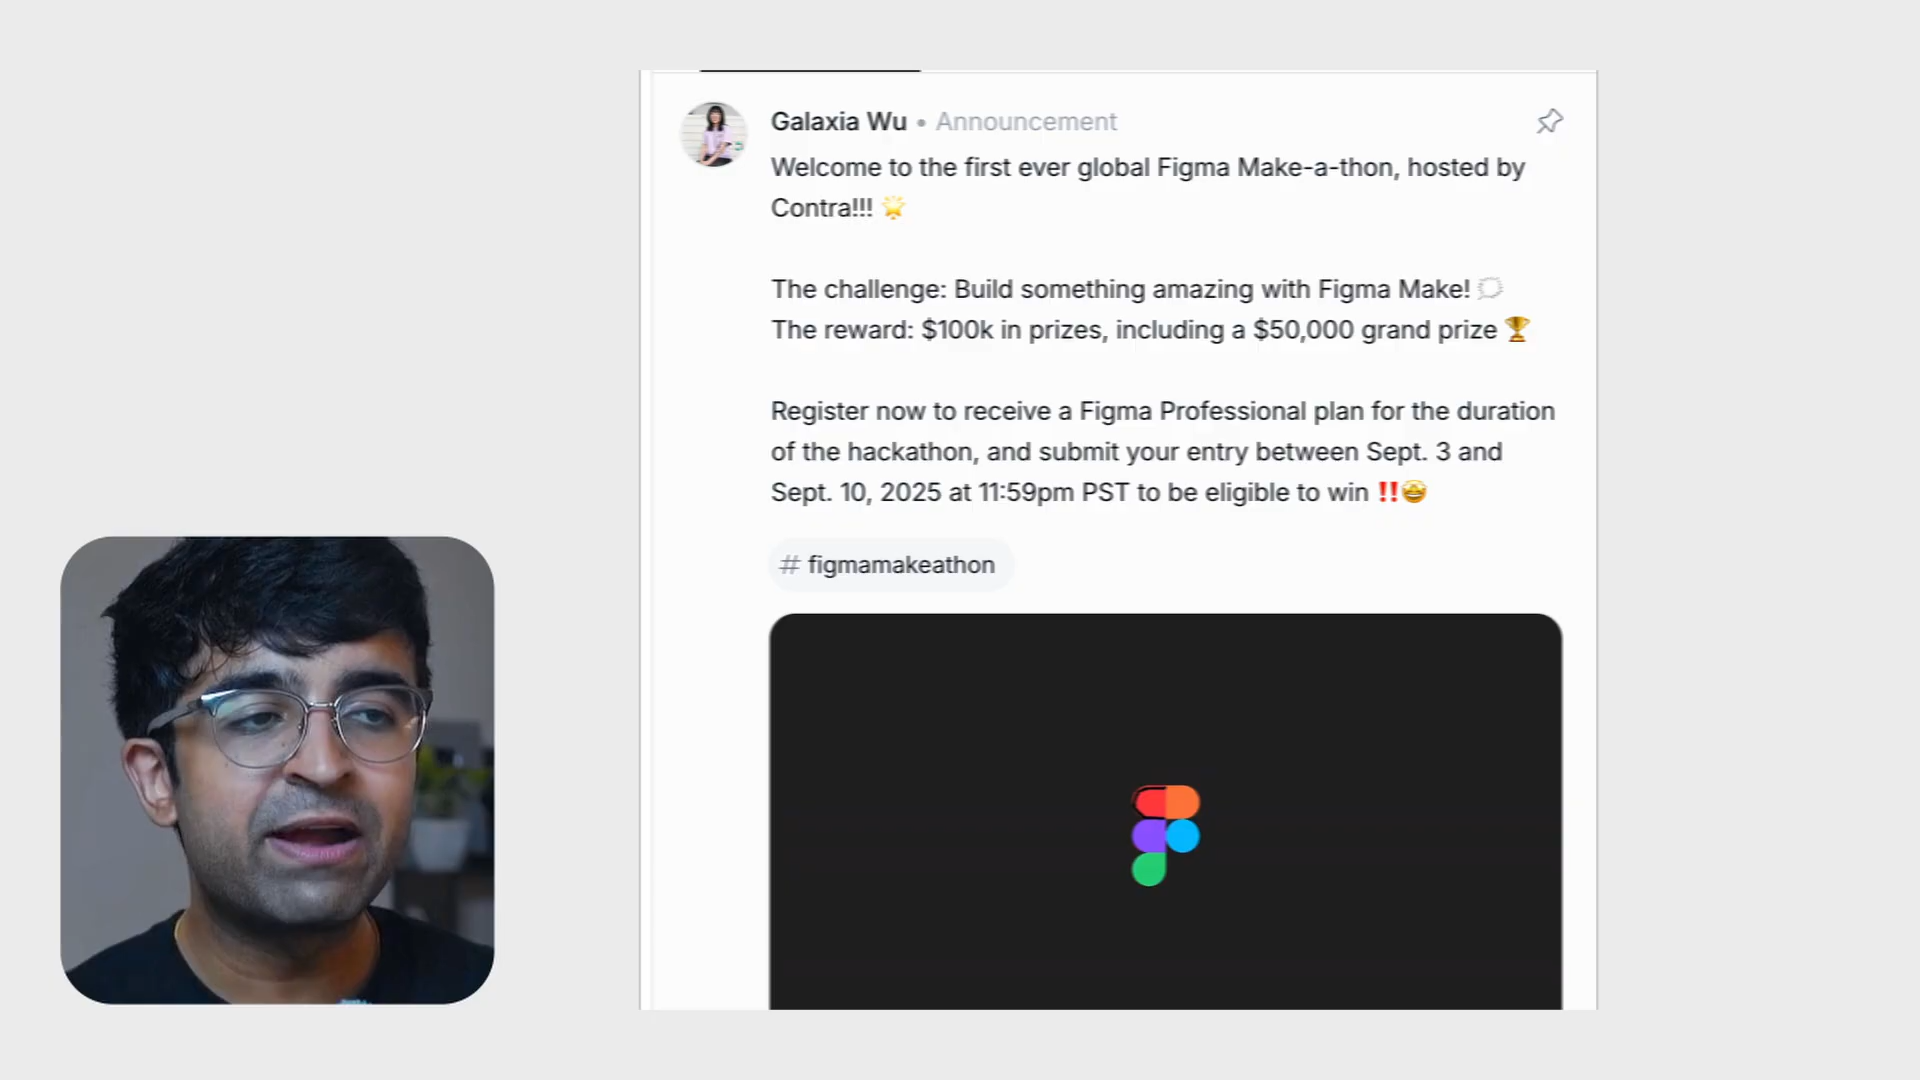 Galaxia Wu • Announcement
Welcome to the first ever global Figma Make-a-thon, hosted by
Contra!!! 🌟
The challenge: Build something amazing with Figma Make! 💭
The reward: $100k in prizes, including a $50,000 grand prize 🏆
Register now to receive a Figma Professional plan for the duration
of the hackathon, and submit your entry between Sept. 3 and
Sept. 10, 2025 at 11:59pm PST to be eligible to win ‼️🤩
# figmamakeathon